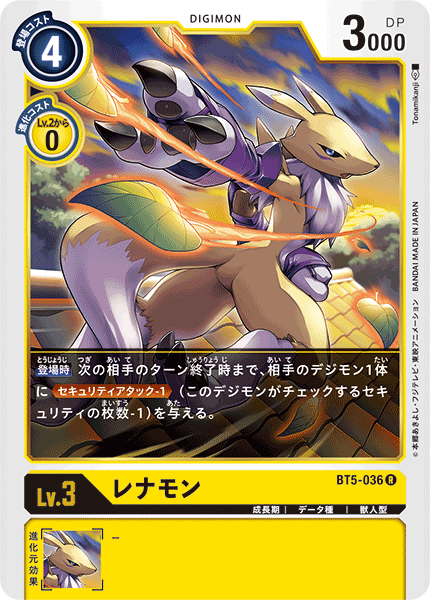 DIGIMON
登場コスト
4
DP
3000
進化コスト
Lv.2から
0
Tonamikanji
©本郷あきよし・フジテレビ・東映アニメーション BANDAI MADE IN JAPAN
登場時 次の相手のターン終了時まで、相手のデジモン1体
に セキュリティアタック-1 （このデジモンがチェックするセキ
ュリティの枚数-1）を与える。
BT5-036 R
Lv.3 レナモン
成長期 | データ種 | 獣人型
進化元効果
－